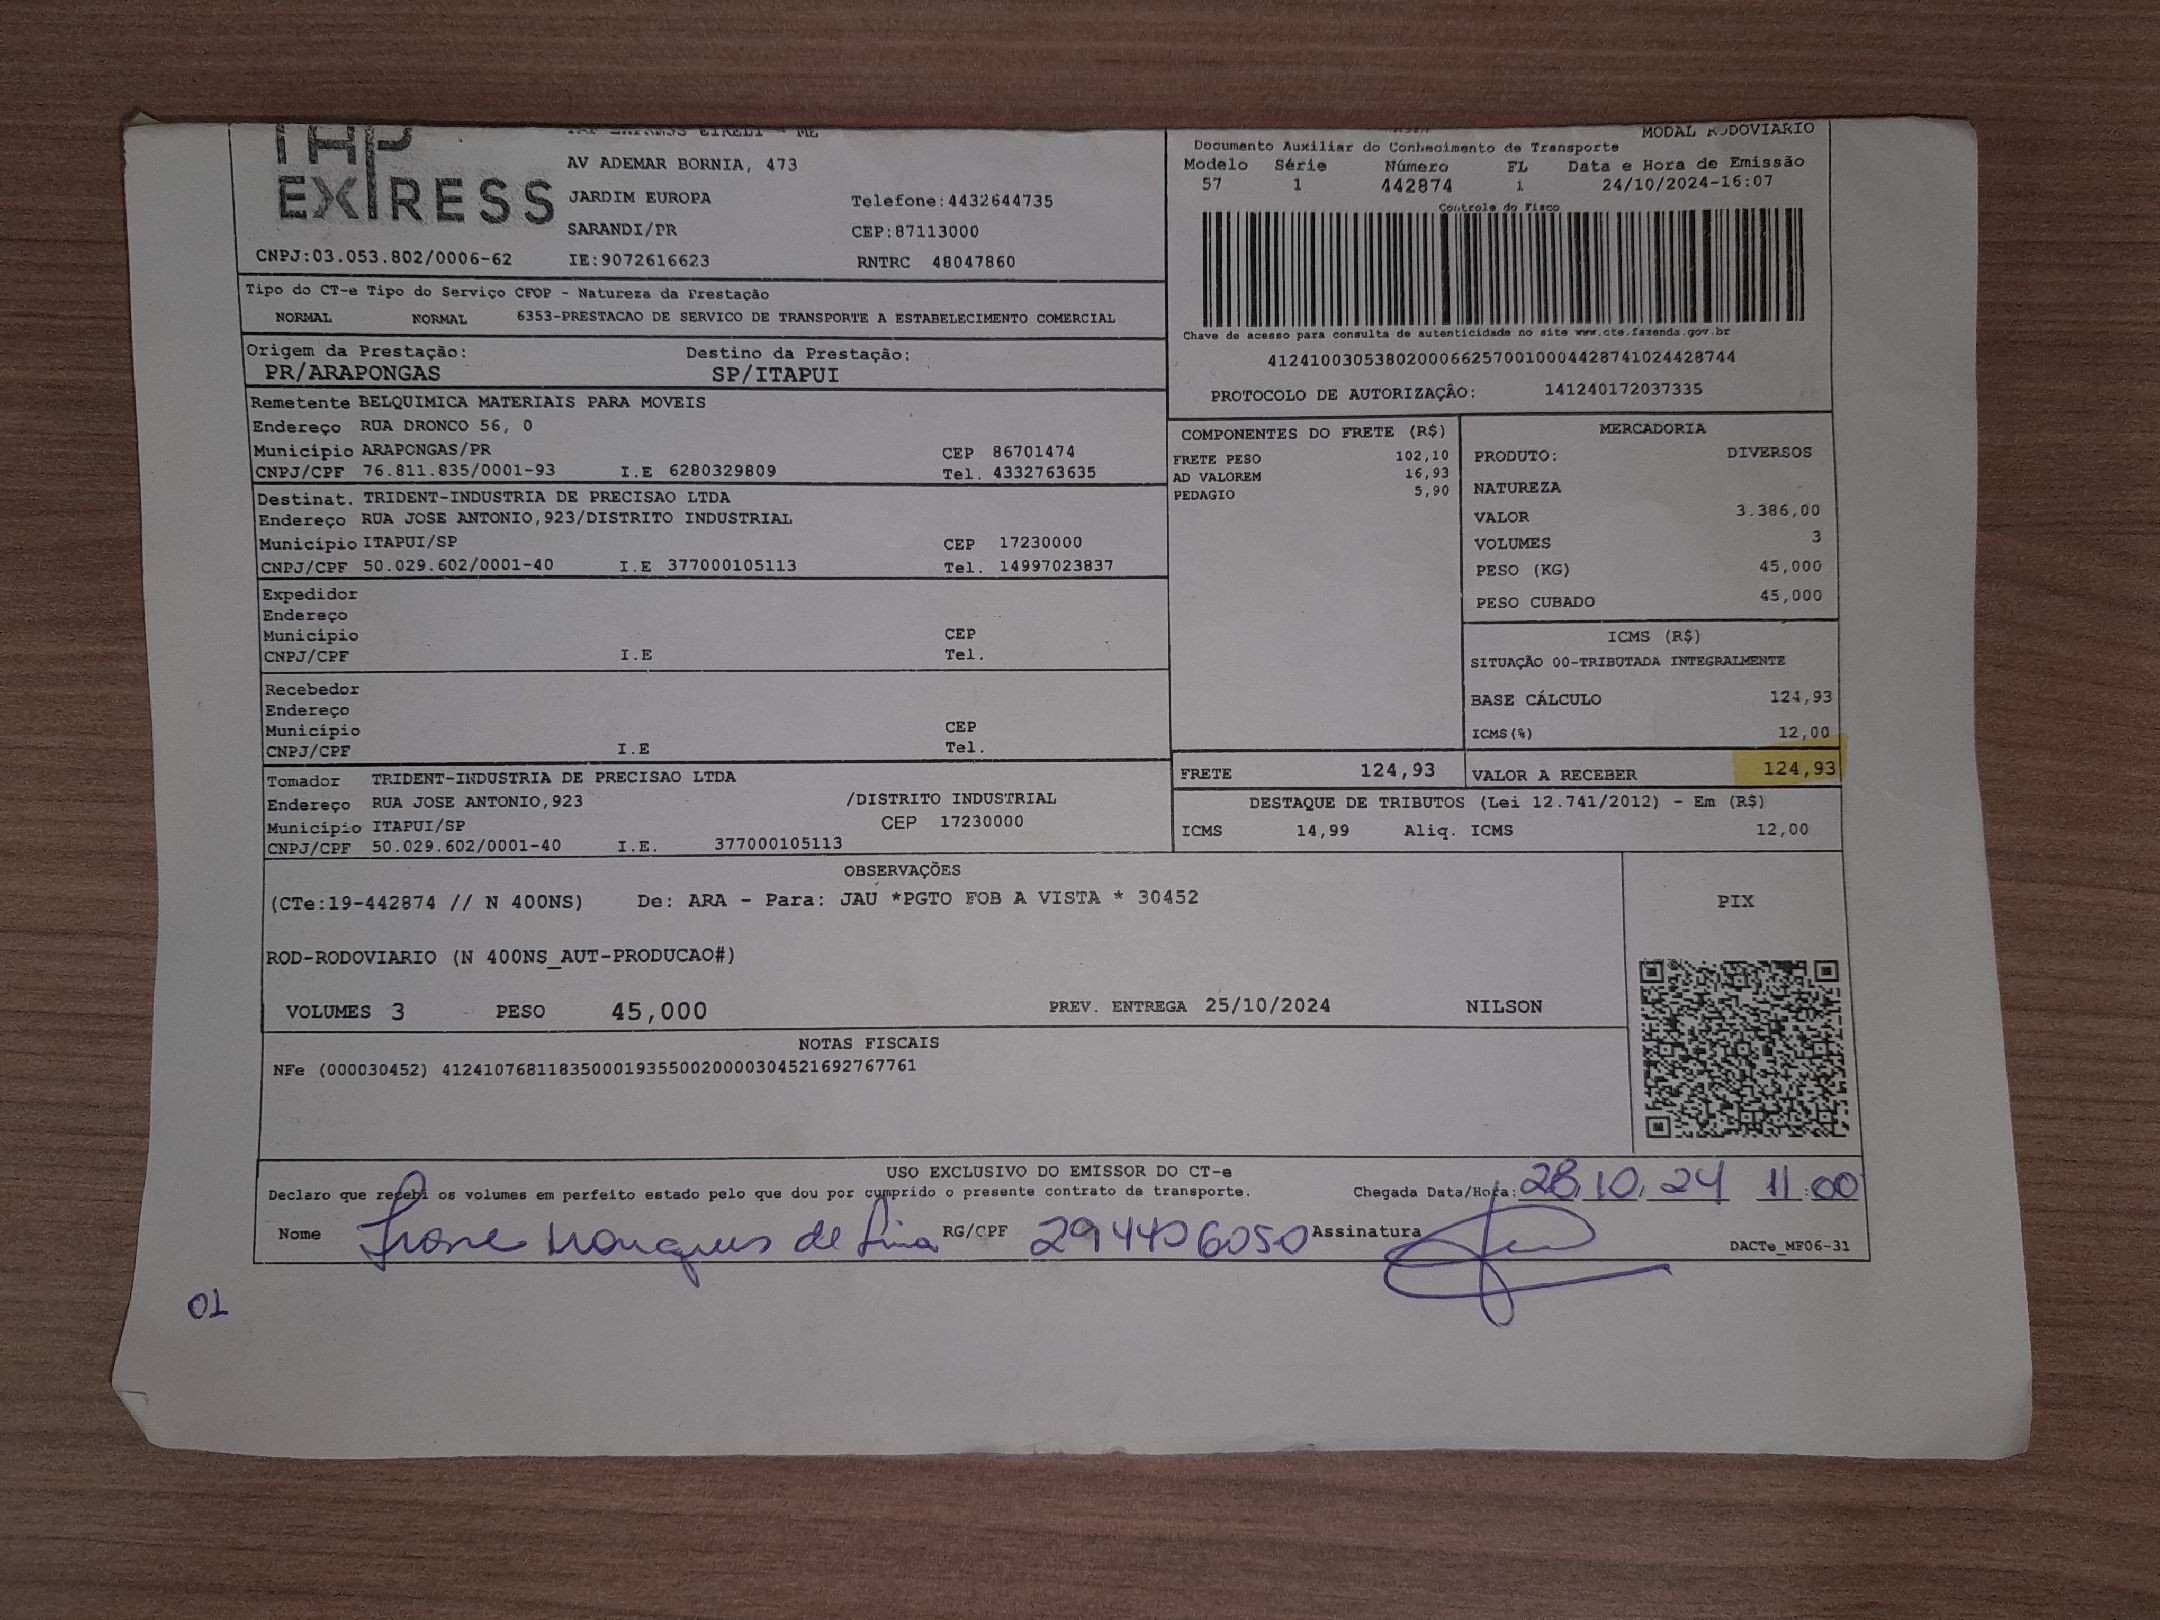 TAP
EXPRESS
TAP EXPRESS EIRELI - ME
AV ADEMAR BORNIA, 473
JARDIM EUROPA Telefone:4432644735
SARANDI/PR CEP:87113000
CNPJ:03.053.802/0006-62 IE:9072616623 RNTRC 48047860
MODAL RODOVIARIO
Documento Auxiliar do Conhecimento de Transporte
Modelo Série Número FL Data e Hora de Emissão
57 1 442874 1 24/10/2024-16:07
Controle do Fisco
Chave de acesso para consulta de autenticidade no site www.cte.fazenda.gov.br
41241003053802000662570010004428741024428744
PROTOCOLO DE AUTORIZAÇÃO: 141240172037335
Tipo do CT-e Tipo do Serviço CFOP - Natureza da Prestação
NORMAL NORMAL 6353-PRESTACAO DE SERVICO DE TRANSPORTE A ESTABELECIMENTO COMERCIAL
Origem da Prestação: Destino da Prestação:
PR/ARAPONGAS SP/ITAPUI
Remetente BELQUIMICA MATERIAIS PARA MOVEIS
Endereço RUA DRONCO 56, 0
Município ARAPONGAS/PR CEP 86701474
CNPJ/CPF 76.811.835/0001-93 I.E 6280329809 Tel. 4332763635
Destinat. TRIDENT-INDUSTRIA DE PRECISAO LTDA
Endereço RUA JOSE ANTONIO,923/DISTRITO INDUSTRIAL
Município ITAPUI/SP CEP 17230000
CNPJ/CPF 50.029.602/0001-40 I.E 377000105113 Tel. 14997023837
Expedidor
Endereço
Município CEP
CNPJ/CPF I.E Tel.
Recebedor
Endereço
Município CEP
CNPJ/CPF I.E Tel.
Tomador TRIDENT-INDUSTRIA DE PRECISAO LTDA
Endereço RUA JOSE ANTONIO,923 /DISTRITO INDUSTRIAL
Município ITAPUI/SP CEP 17230000
CNPJ/CPF 50.029.602/0001-40 I.E. 377000105113
COMPONENTES DO FRETE (R$)
FRETE PESO 102,10
AD VALOREM 16,93
PEDAGIO 5,90
MERCADORIA
PRODUTO: DIVERSOS
NATUREZA
VALOR 3.386,00
VOLUMES 3
PESO (KG) 45,000
PESO CUBADO 45,000
ICMS (R$)
SITUAÇÃO 00-TRIBUTADA INTEGRALMENTE
BASE CÁLCULO 124,93
ICMS(%) 12,00
FRETE 124,93 VALOR A RECEBER 124,93
DESTAQUE DE TRIBUTOS (Lei 12.741/2012) - Em (R$)
ICMS 14,99 Aliq. ICMS 12,00
OBSERVAÇÕES
(CTe:19-442874 // N 400NS) De: ARA - Para: JAU *PGTO FOB A VISTA * 30452
ROD-RODOVIARIO (N 400NS_AUT-PRODUCAO#)
VOLUMES 3 PESO 45,000 PREV. ENTREGA 25/10/2024 NILSON
PIX
NOTAS FISCAIS
NFe (000030452) 41241076811835000193550020000304521692767761
USO EXCLUSIVO DO EMISSOR DO CT-e
Declaro que recebi os volumes em perfeito estado pelo que dou por cumprido o presente contrato de transporte. Chegada Data/Hora: 28.10.24 11:00
Nome de Lima RG/CPF 294406050 Assinatura
DACTe_MF06-31
01